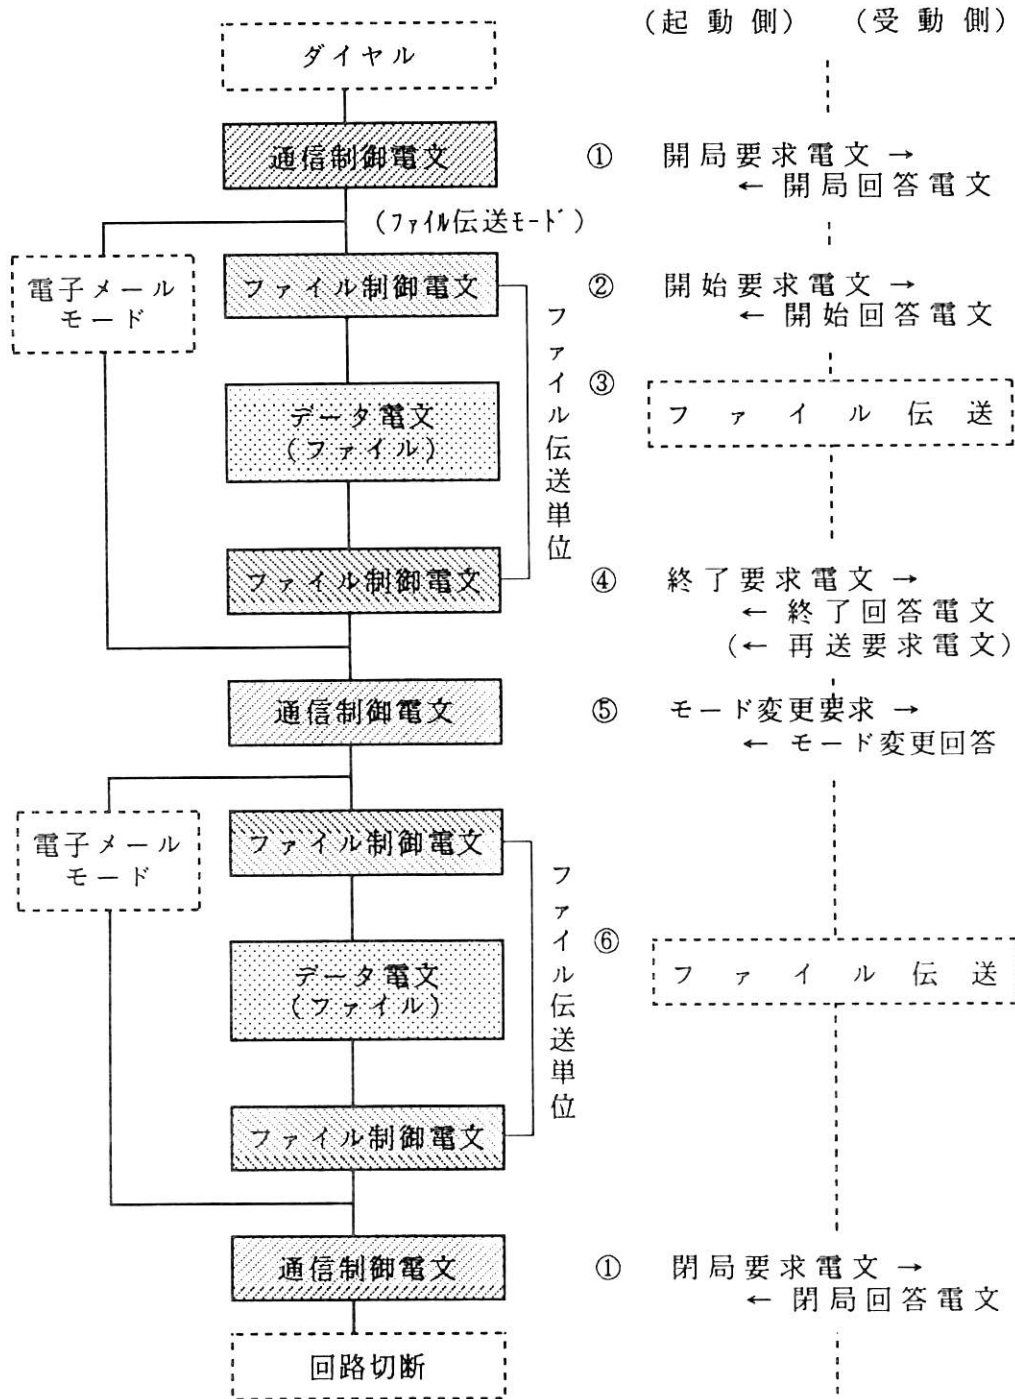 (起動側) (受動側)
ダイヤル
通信制御電文
① 開局要求電文 →
← 開局回答電文
(ファイル伝送モード)
電子メール
モード
ファイル制御電文
② 開始要求電文 →
← 開始回答電文
ファイル伝送単位
データ電文
(ファイル)
③ ファイル伝送
ファイル制御電文
④ 終了要求電文 →
← 終了回答電文
(← 再送要求電文)
通信制御電文
⑤ モード変更要求 →
← モード変更回答
電子メール
モード
ファイル制御電文
ファイル伝送単位
データ電文
(ファイル)
⑥ ファイル伝送
ファイル制御電文
通信制御電文
① 閉局要求電文 →
← 閉局回答電文
回路切断